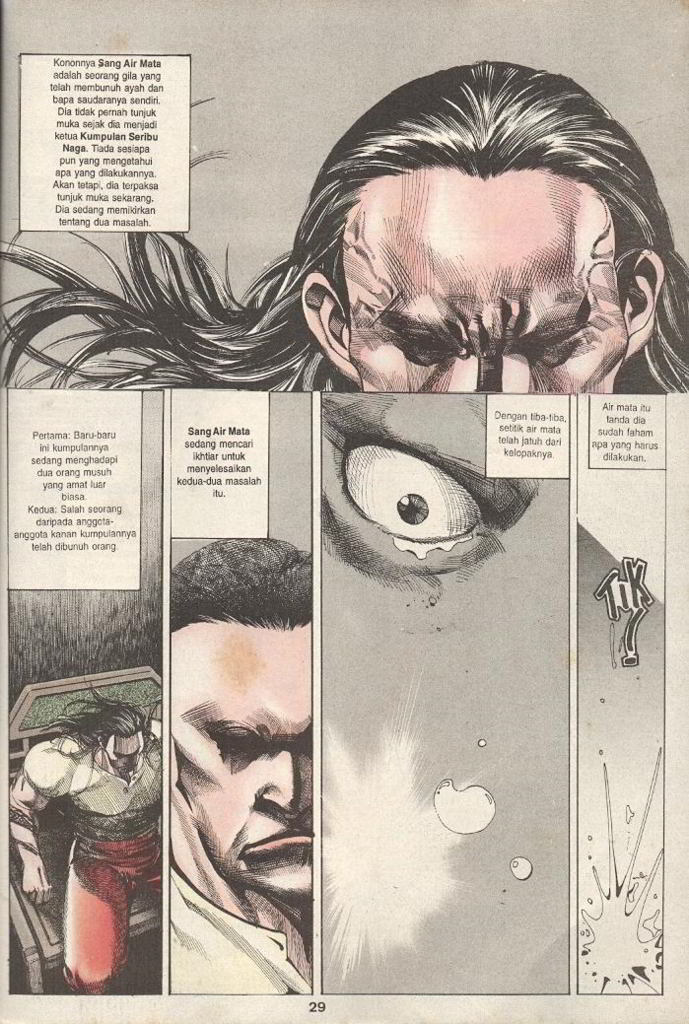 Kononnya Sang Air Mata
adalah seorang gila yang
telah membunuh ayah dan
bapa saudaranya sendiri.
Dia tidak pernah tunjuk
muka sejak dia menjadi
ketua Kumpulan Seribu
Naga. Tiada sesiapa
pun yang mengetahui
apa yang dilakukannya.
Akan tetapi, dia terpaksa
tunjuk muka sekarang.
Dia sedang memikirkan
tentang dua masalah.
Pertama: Baru-baru
ini kumpulannya
sedang menghadapi
dua orang musuh
yang amat luar
biasa.
Kedua: Salah seorang
daripada anggota-
anggota kanan kumpulannya
telah dibunuh orang.
Sang Air Mata
sedang mencari
ikhtiar untuk
menyelesaikan
kedua-dua masalah
itu.
Dengan tiba-tiba,
setitik air mata
telah jatuh dari
kelopaknya.
Air mata itu
tanda dia
sudah faham
apa yang harus
dilakukan.
TIK!
29